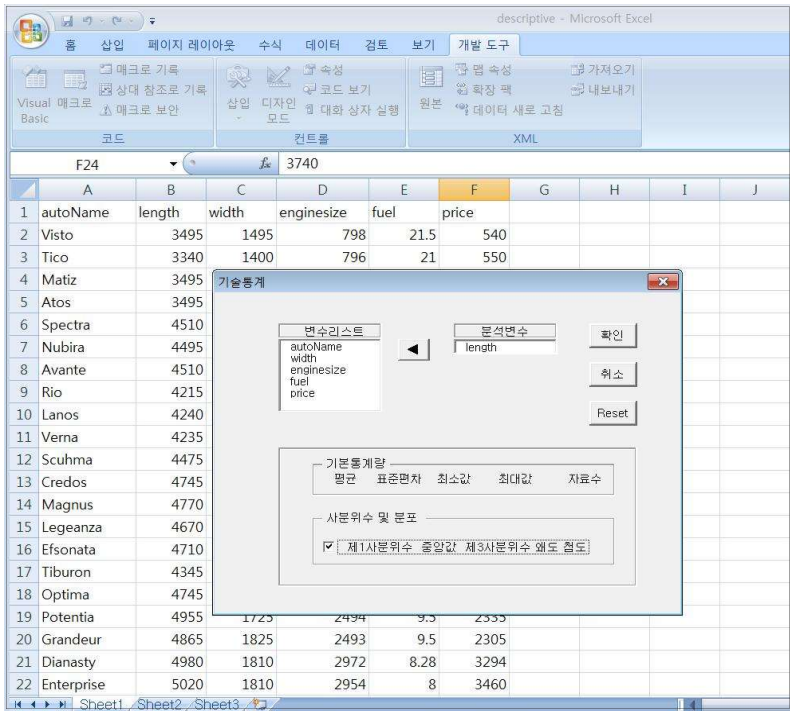 descriptive - Microsoft Excel
홈 삽입 페이지 레이아웃 수식 데이터 검토 보기 개발 도구
Visual Basic
매크로
매크로 기록
상대 참조로 기록
매크로 보안
코드
삽입
디자인 모드
속성
코드 보기
대화 상자 실행
컨트롤
원본
맵 속성
확장 팩
데이터 새로 고침
가져오기
내보내기
XML
F24 fx 3740
A B C D E F G H I J
1 autoName length width enginesize fuel price
2 Visto 3495 1495 798 21.5 540
3 Tico 3340 1400 796 21 550
4 Matiz 3495
5 Atos 3495
6 Spectra 4510
7 Nubira 4495
8 Avante 4510
9 Rio 4215
10 Lanos 4240
11 Verna 4235
12 Scuhma 4475
13 Credos 4745
14 Magnus 4770
15 Legeanza 4670
16 Efsonata 4710
17 Tiburon 4345
18 Optima 4745
19 Potentia 4955 1725 2494 9.5 2335
20 Grandeur 4865 1825 2493 9.5 2305
21 Dianasty 4980 1810 2972 8.28 3294
22 Enterprise 5020 1810 2954 8 3460
기술통계
변수리스트
autoName
width
enginesize
fuel
price
분석변수
length
확인
취소
Reset
기본통계량
평균 표준편차 최소값 최대값 자료수
사분위수 및 분포
제1사분위수 중앙값 제3사분위수 왜도 첨도
Sheet1 Sheet2 Sheet3